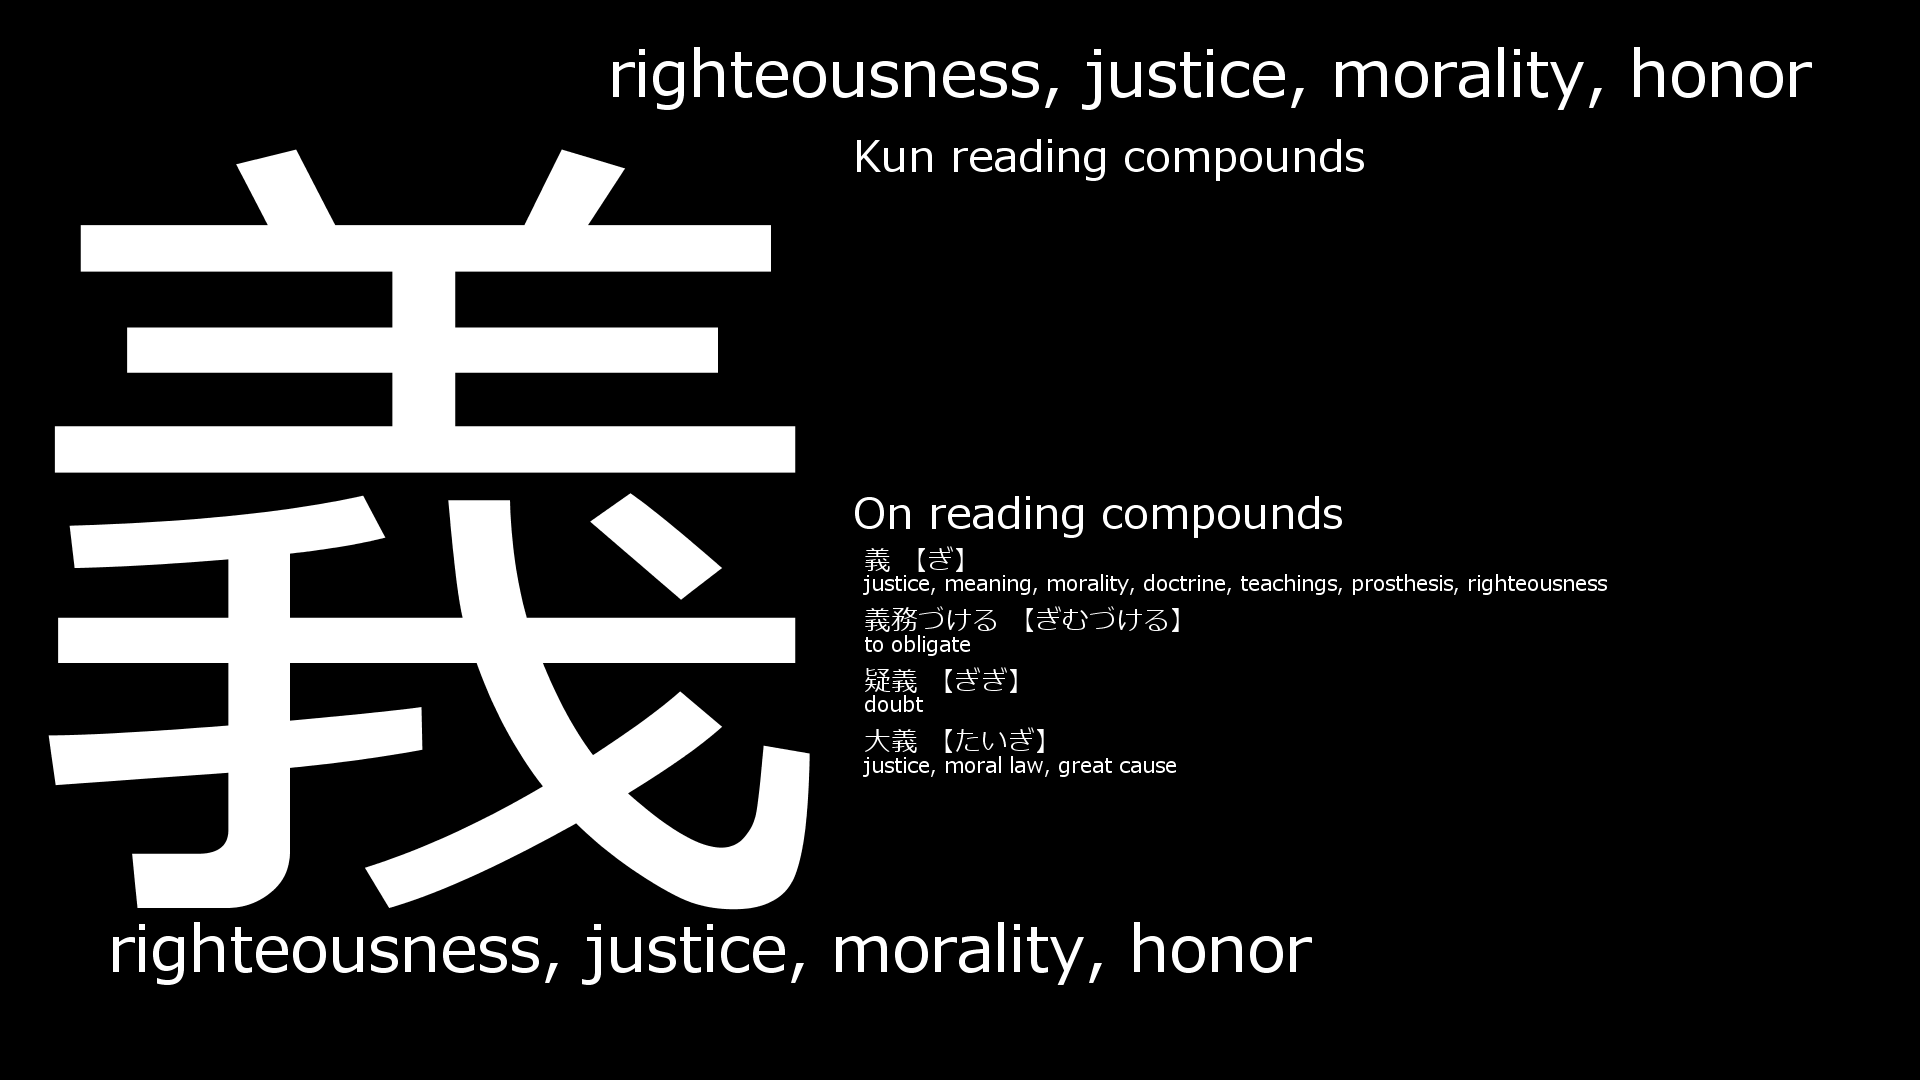 righteousness, justice, morality, honor
義
Kun reading compounds
On reading compounds
義 【ぎ】
justice, meaning, morality, doctrine, teachings, prosthesis, righteousness
義務づける 【ぎむづける】
to obligate
疑義 【ぎぎ】
doubt
大義 【たいぎ】
justice, moral law, great cause
righteousness, justice, morality, honor